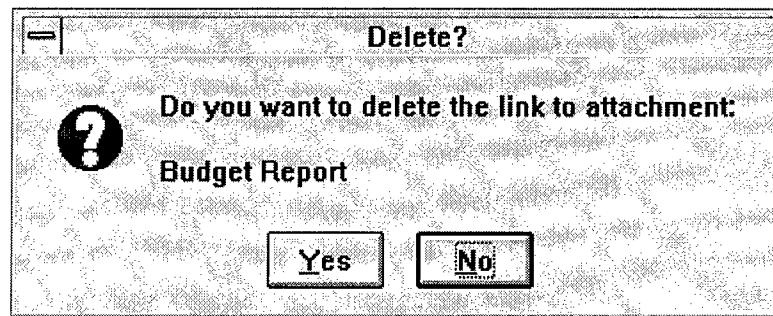 Delete?
Do you want to delete the link to attachment:
Budget Report
Yes No